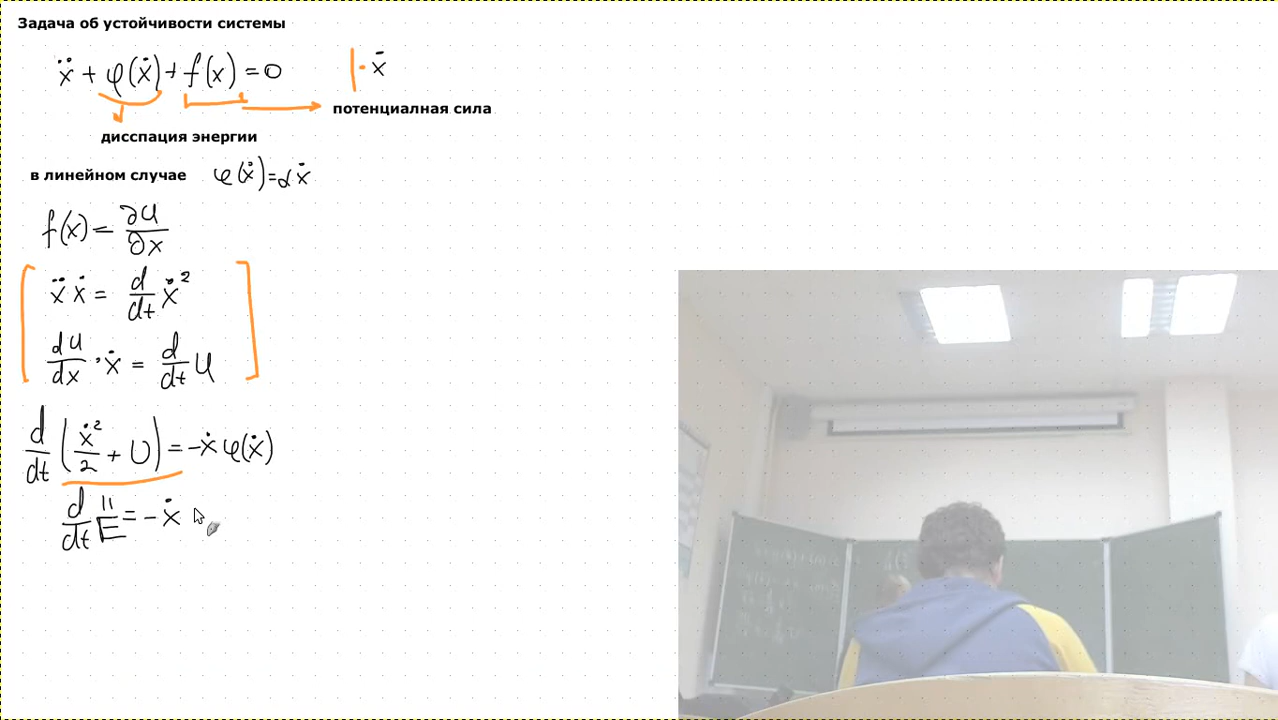 Задача об устойчивости системы
ẍ + φ(ẋ) + f(x) = 0 | · ẋ
потенциалная сила
дисспация энергии
в линейном случае φ(ẋ) = αẋ
f(x) = ∂U/∂x
ẍẋ = d/dt ẋ²
dU/dx · ẋ = d/dt U
d/dt (ẋ²/2 + U) = -ẋφ(ẋ)
d/dt E = -ẋ